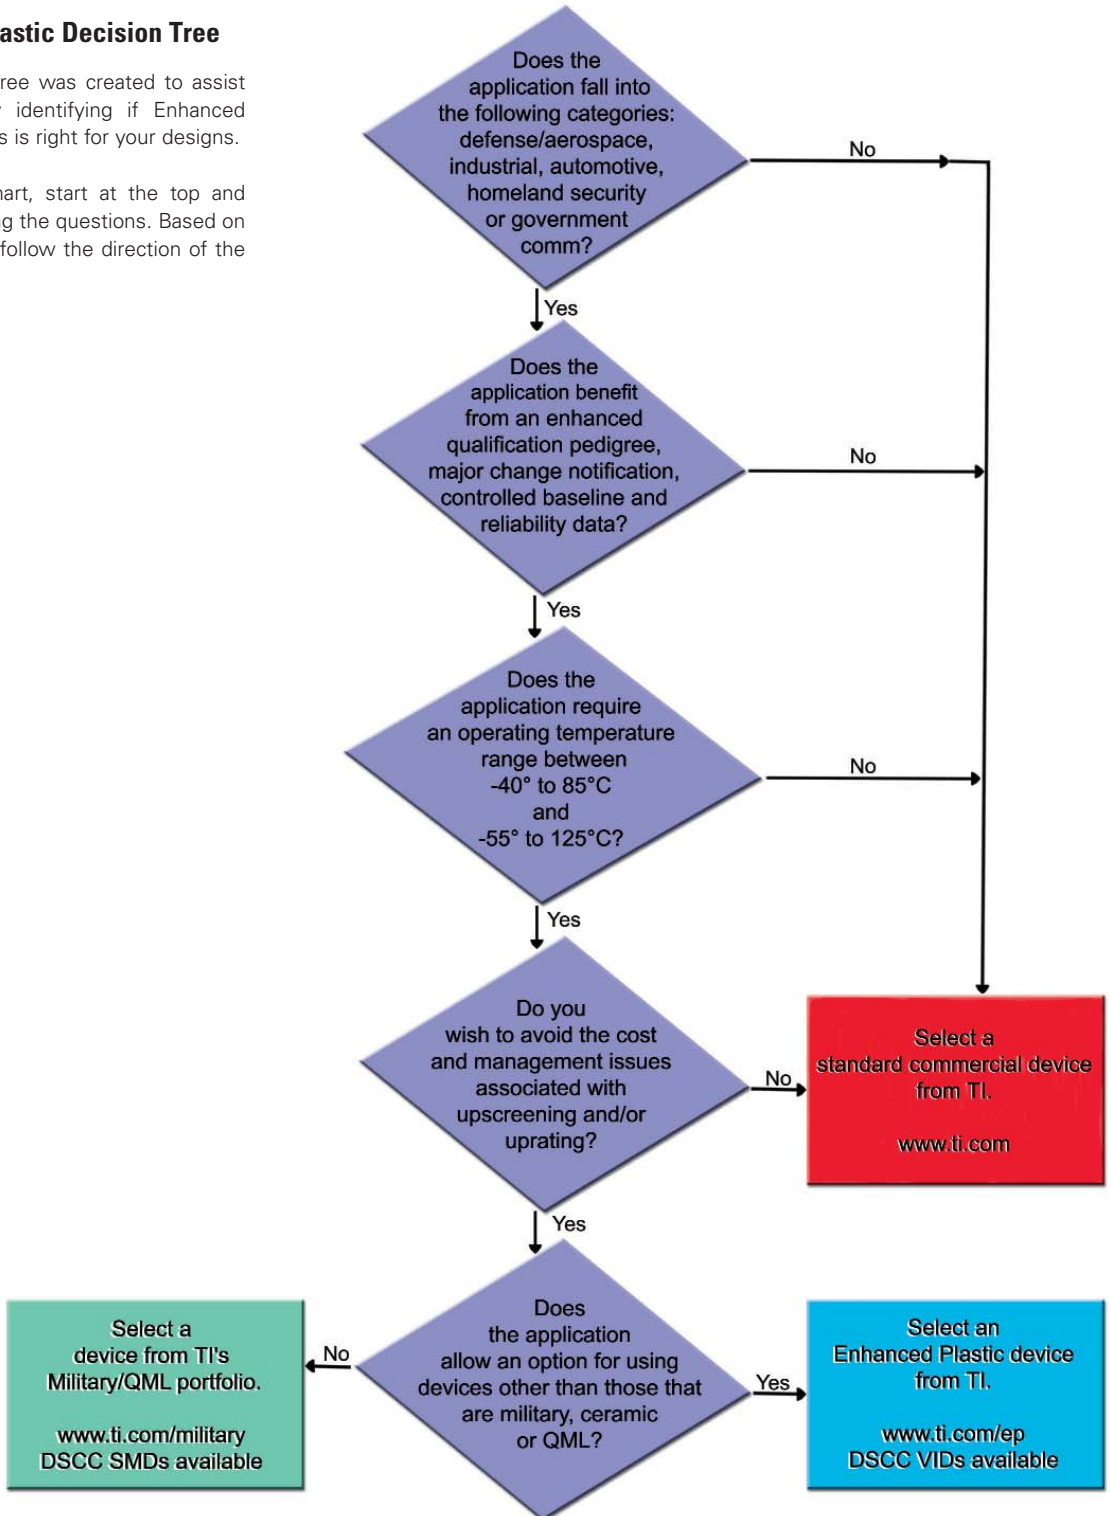 astic Decision Tree
ree was created to assist
identifying if Enhanced
s is right for your designs.
art, start at the top and
g the questions. Based on
follow the direction of the
Does the
application fall into
the following categories:
defense/aerospace,
industrial, automotive,
homeland security
or government
comm?
No
Yes
Does the
application benefit
from an enhanced
qualification pedigree,
major change notification,
controlled baseline and
reliability data?
No
Yes
Does the
application require
an operating temperature
range between
-40° to 85°C
and
-55° to 125°C?
No
Yes
Do you
wish to avoid the cost
and management issues
associated with
upscreening and/or
uprating?
No
Select a
standard commercial device
from TI.
www.ti.com
Yes
Does
the application
allow an option for using
devices other than those that
are military, ceramic
or QML?
No
Select a
device from TI's
Military/QML portfolio.
www.ti.com/military
DSCC SMDs available
Yes
Select an
Enhanced Plastic device
from TI.
www.ti.com/ep
DSCC VIDs available